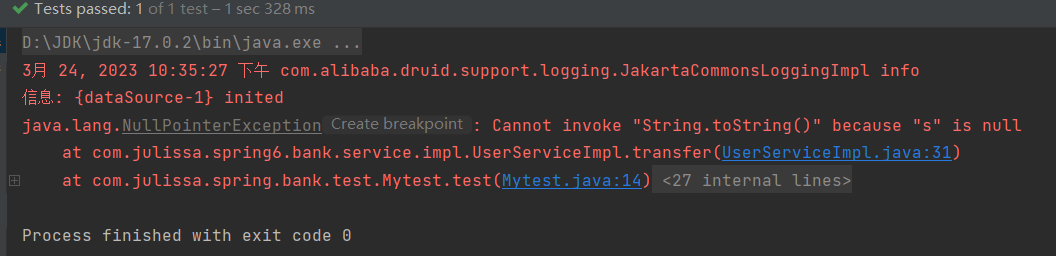 Tests passed: 1 of 1 test – 1 sec 328 ms
D:\JDK\jdk-17.0.2\bin\java.exe ...
3月 24, 2023 10:35:27 下午 com.alibaba.druid.support.logging.JakartaCommonsLoggingImpl info
信息: {dataSource-1} inited
java.lang.NullPointerException Create breakpoint : Cannot invoke "String.toString()" because "s" is null
at com.julissa.spring6.bank.service.impl.UserServiceImpl.transfer(UserServiceImpl.java:31)
at com.julissa.spring.bank.test.Mytest.test(Mytest.java:14) <27 internal lines>
Process finished with exit code 0